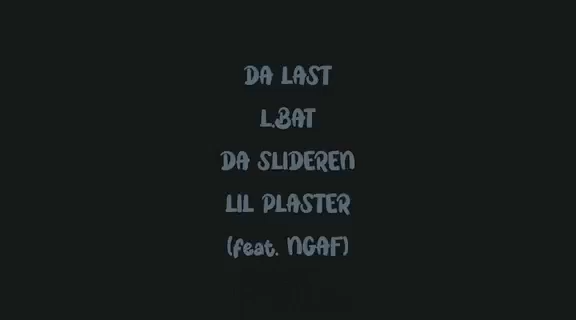 DA LAST
L.BAT
DA SLIDEREN
LIL PLASTER
(feat. NGAF)